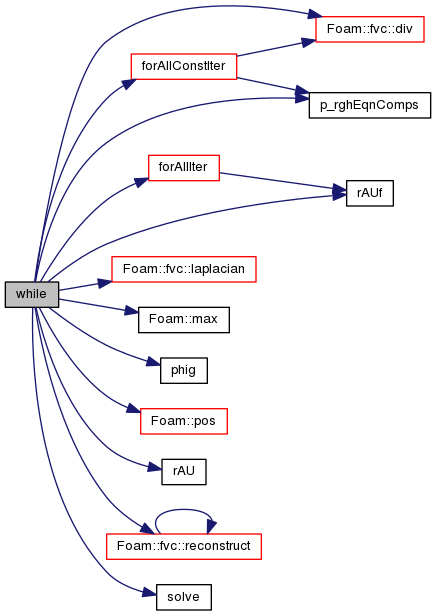 Foam::fvc::div
forAllConstIter
p_rghEqnComps
forAllIter
rAUf
Foam::fvc::laplacian
while
Foam::max
phig
Foam::pos
rAU
Foam::fvc::reconstruct
solve